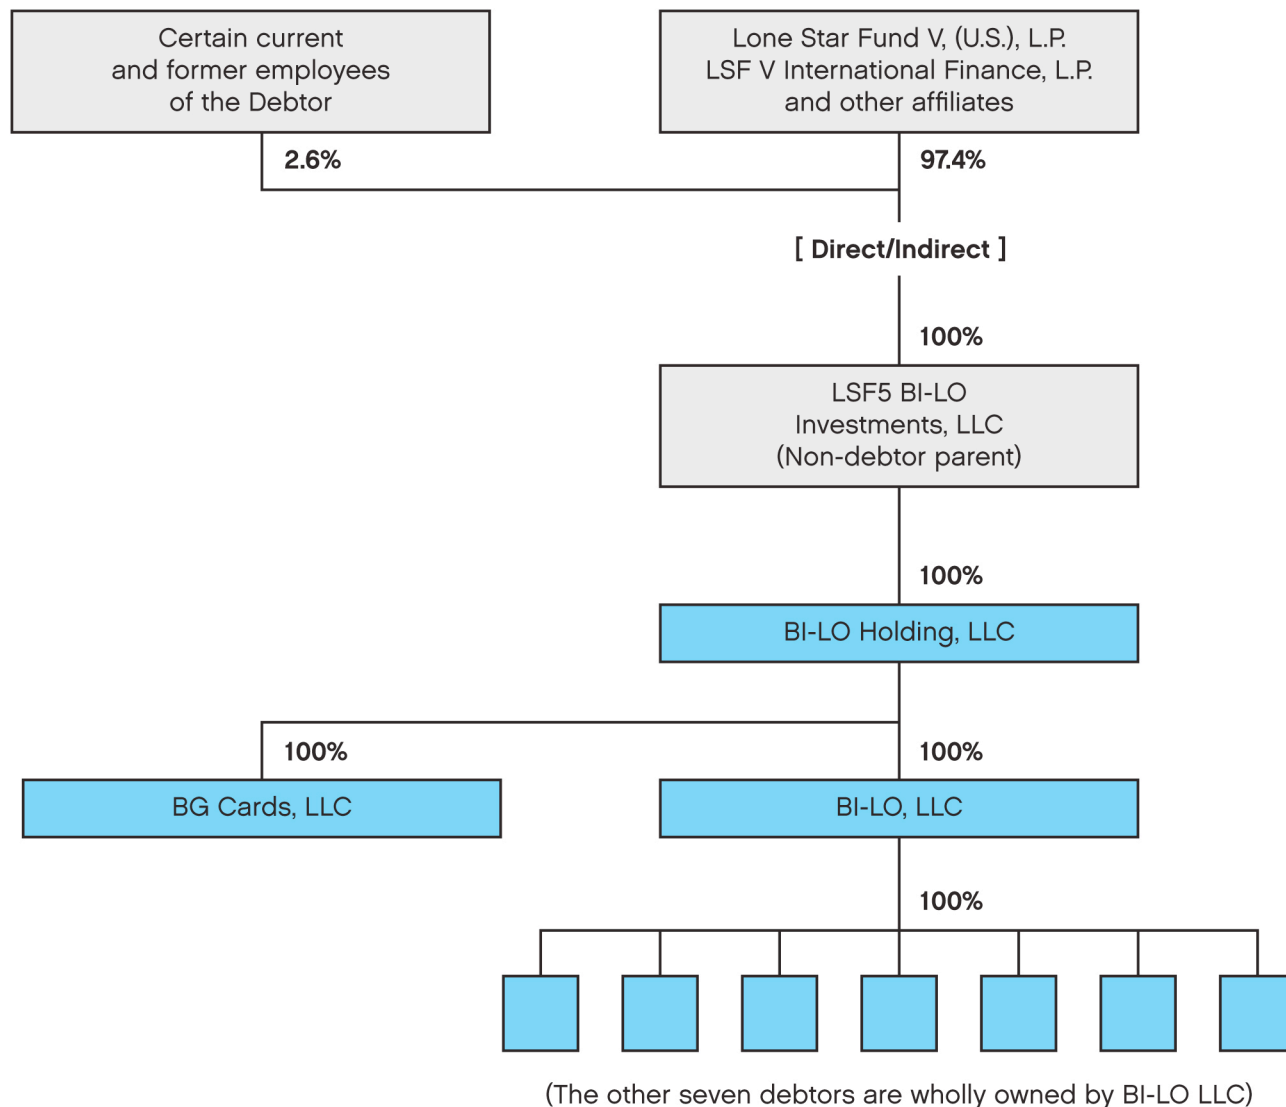 Certain current
and former employees
of the Debtor
Lone Star Fund V, (U.S.), L.P.
LSF V International Finance, L.P.
and other affiliates
2.6%
97.4%
[ Direct/Indirect ]
100%
LSF5 BI-LO
Investments, LLC
(Non-debtor parent)
100%
BI-LO Holding, LLC
100%
100%
BG Cards, LLC
BI-LO, LLC
100%
(The other seven debtors are wholly owned by BI-LO LLC)